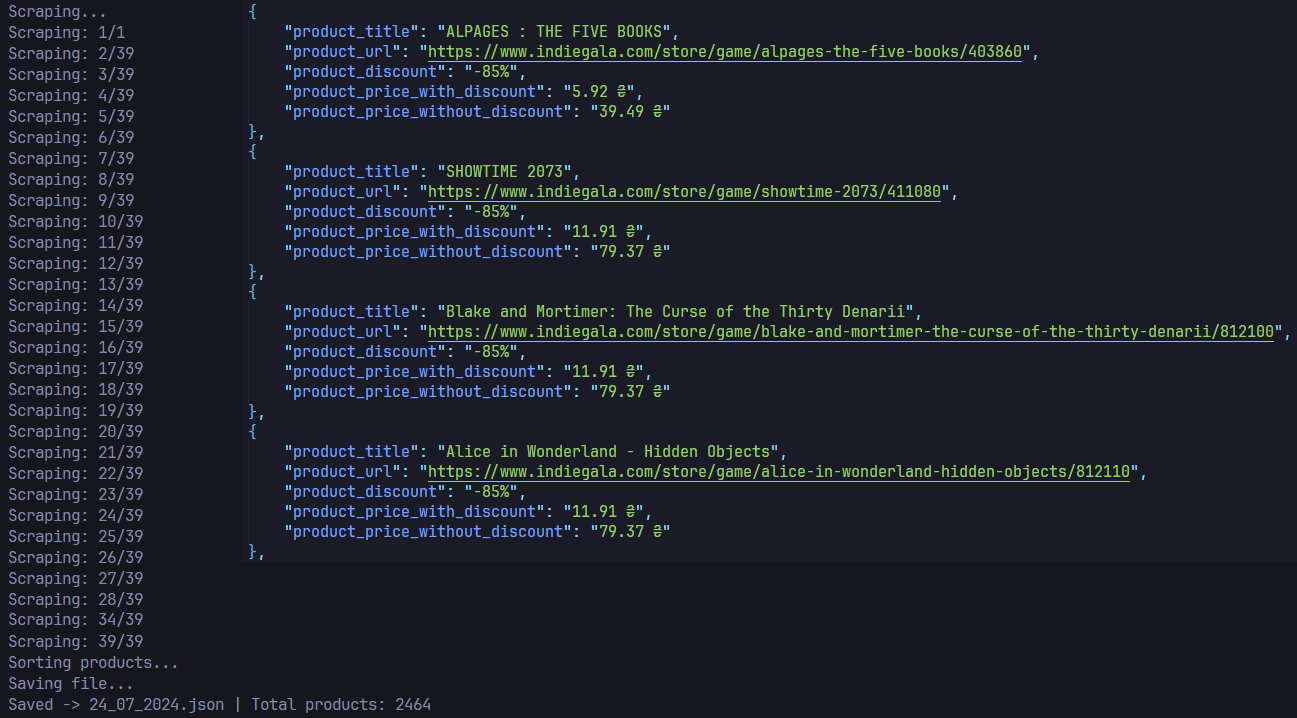 Scraping...
Scraping: 1/1
Scraping: 2/39
Scraping: 3/39
Scraping: 4/39
Scraping: 5/39
Scraping: 6/39
Scraping: 7/39
Scraping: 8/39
Scraping: 9/39
Scraping: 10/39
Scraping: 11/39
Scraping: 12/39
Scraping: 13/39
Scraping: 14/39
Scraping: 15/39
Scraping: 16/39
Scraping: 17/39
Scraping: 18/39
Scraping: 19/39
Scraping: 20/39
Scraping: 21/39
Scraping: 22/39
Scraping: 23/39
Scraping: 24/39
Scraping: 25/39
Scraping: 26/39
Scraping: 27/39
Scraping: 28/39
Scraping: 34/39
Scraping: 39/39
Sorting products...
Saving file...
Saved -> 24_07_2024.json | Total products: 2464
{
"product_title": "ALPAGES : THE FIVE BOOKS",
"product_url": "https://www.indiegala.com/store/game/alpages-the-five-books/403860",
"product_discount": "-85%",
"product_price_with_discount": "5.92 ₴",
"product_price_without_discount": "39.49 ₴"
},
{
"product_title": "SHOWTIME 2073",
"product_url": "https://www.indiegala.com/store/game/showtime-2073/411080",
"product_discount": "-85%",
"product_price_with_discount": "11.91 ₴",
"product_price_without_discount": "79.37 ₴"
},
{
"product_title": "Blake and Mortimer: The Curse of the Thirty Denarii",
"product_url": "https://www.indiegala.com/store/game/blake-and-mortimer-the-curse-of-the-thirty-denarii/812100",
"product_discount": "-85%",
"product_price_with_discount": "11.91 ₴",
"product_price_without_discount": "79.37 ₴"
},
{
"product_title": "Alice in Wonderland - Hidden Objects",
"product_url": "https://www.indiegala.com/store/game/alice-in-wonderland-hidden-objects/812110",
"product_discount": "-85%",
"product_price_with_discount": "11.91 ₴",
"product_price_without_discount": "79.37 ₴"
},